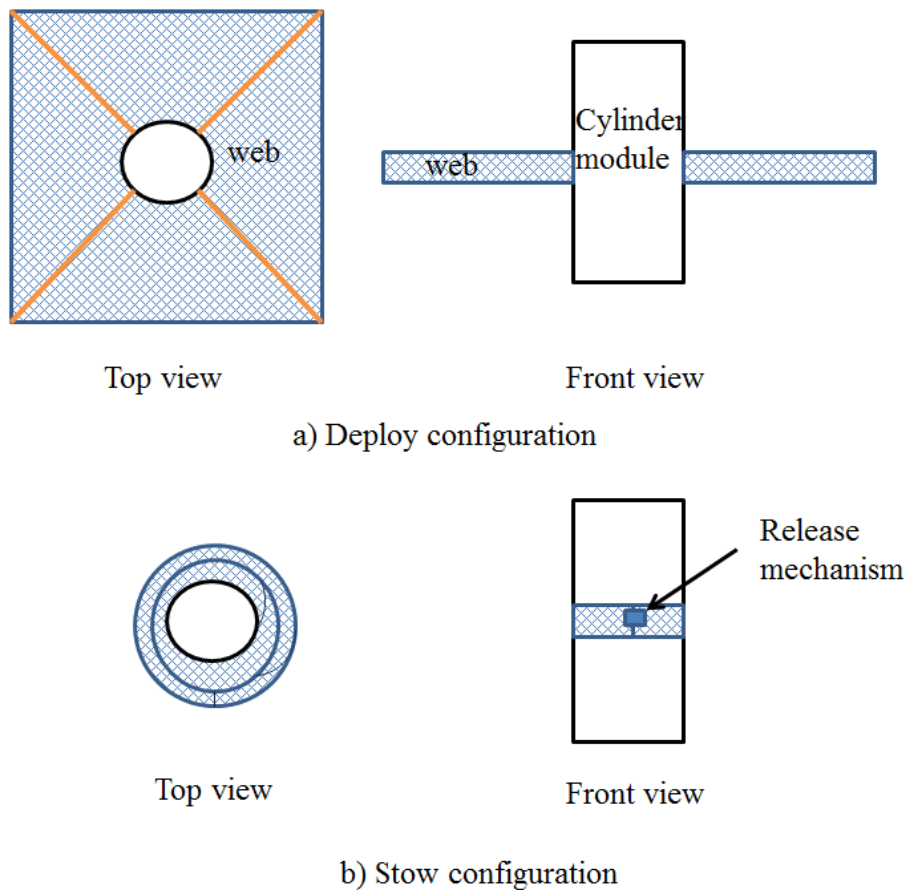 web
Cylinder
module
web
Top view
Front view
a) Deploy configuration
Release
mechanism
Top view
Front view
b) Stow configuration